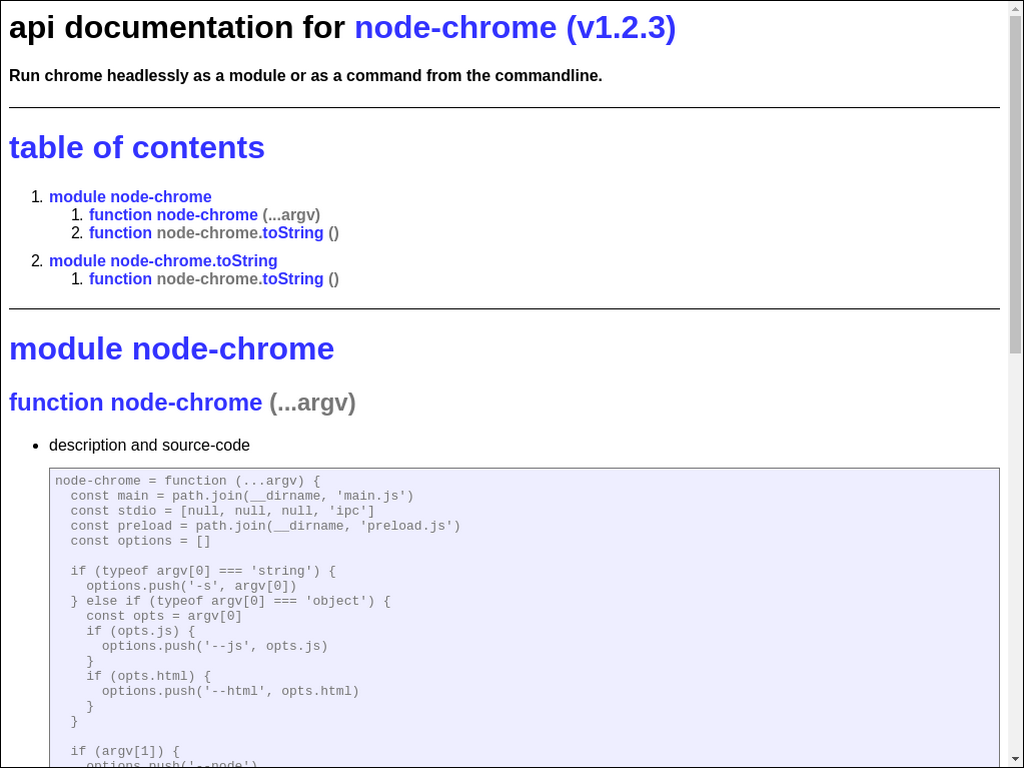 api documentation for node-chrome (v1.2.3)
Run chrome headlessly as a module or as a command from the commandline.
table of contents
1. module node-chrome
1. function node-chrome (...argv)
2. function node-chrome.toString ()
2. module node-chrome.toString
1. function node-chrome.toString ()
module node-chrome
function node-chrome (...argv)
• description and source-code
node-chrome = function (...argv) {
  const main = path.join(__dirname, 'main.js')
  const stdio = [null, null, null, 'ipc']
  const preload = path.join(__dirname, 'preload.js')
  const options = []
  if (typeof argv[0] === 'string') {
    options.push('-s', argv[0])
  } else if (typeof argv[0] === 'object') {
    const opts = argv[0]
    if (opts.js) {
      options.push('--js', opts.js)
    }
    if (opts.html) {
      options.push('--html', opts.html)
    }
  }
  if (argv[1]) {
    options.push('--node')